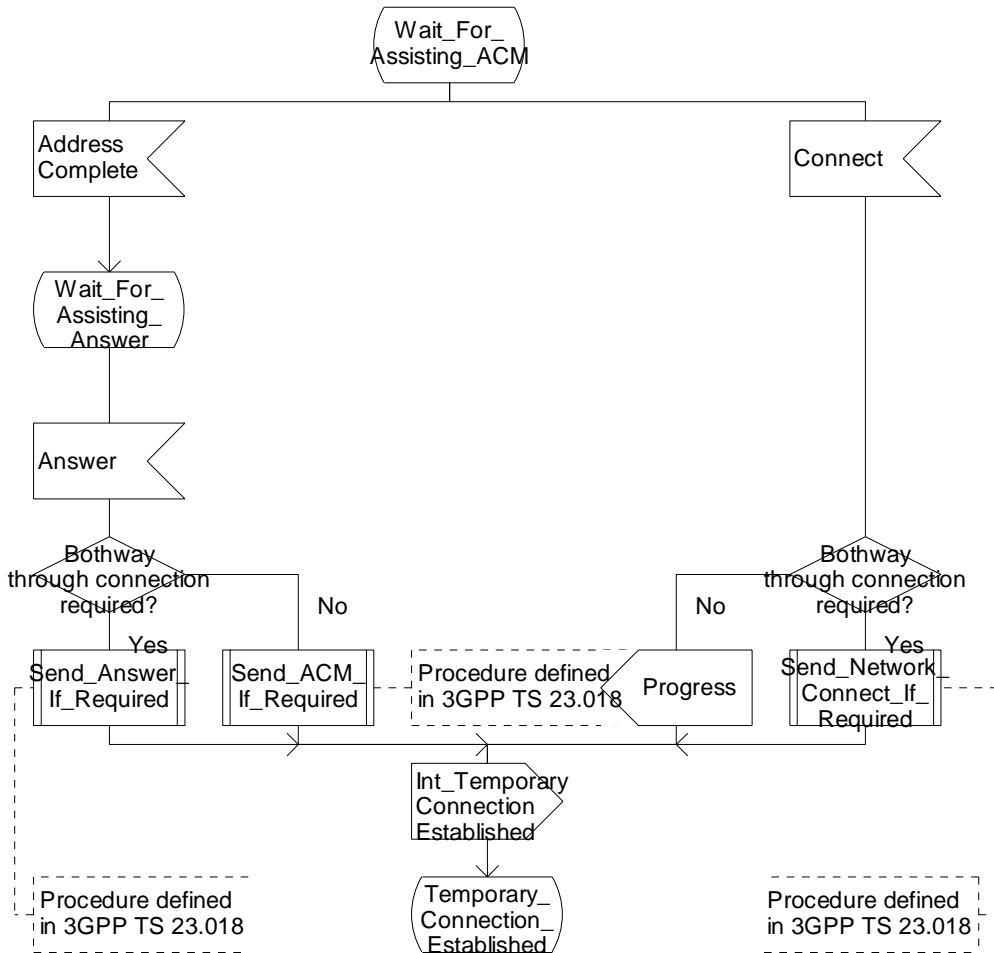 Wait_For_
Assisting_ACM
Address
Complete
Connect
Wait_For_
Assisting_
Answer
Answer
Bothway
through connection
required?
Bothway
through connection
required?
No
No
Yes
Yes
Send_Answer_
If_Required
Send_ACM_
If_Required
Procedure defined
in 3GPP TS 23.018
Progress
Send_Network_
Connect_If_
Required
Int_Temporary
Connection
Established
Procedure defined
in 3GPP TS 23.018
Temporary_
Connection_
Established
Procedure defined
in 3GPP TS 23.018